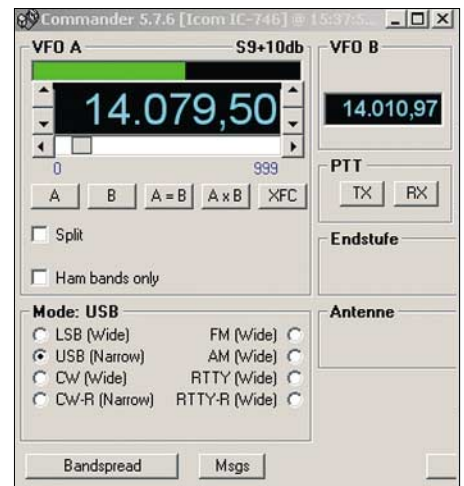 Commander 5.7.6 [Icom IC-746] @ 15:37:5...
VFO A S9+10db
14.079,50
0 999
A B A = B A x B XFC
Split
Ham bands only
VFO B
14.010,97
PTT
TX RX
Endstufe
Mode: USB
LSB (Wide) FM (Wide)
USB (Narrow) AM (Wide)
CW (Wide) RTTY (Wide)
CW-R (Narrow) RTTY-R (Wide)
Antenne
Bandspread Msgs